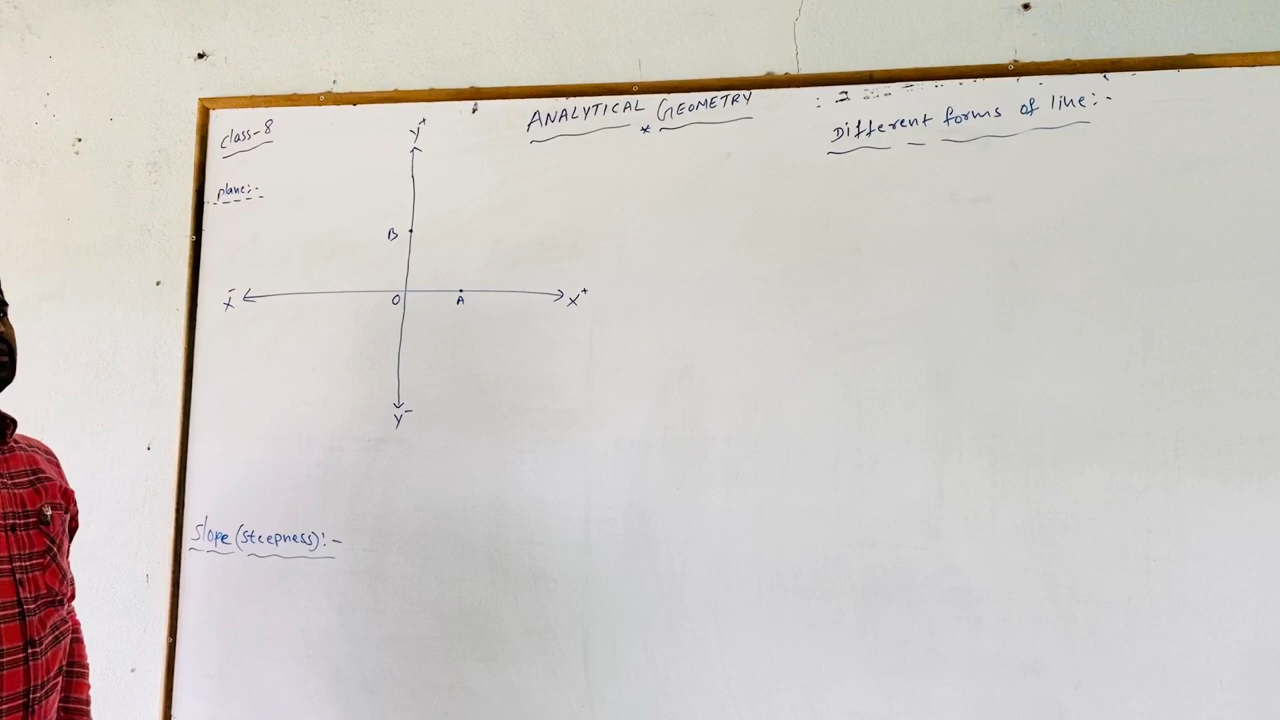 class-8
ANALYTICAL GEOMETRY
*
Different forms of line:-
plane:-
Y+
B
X-
O
A
X+
Y-
Slope (steepness):-